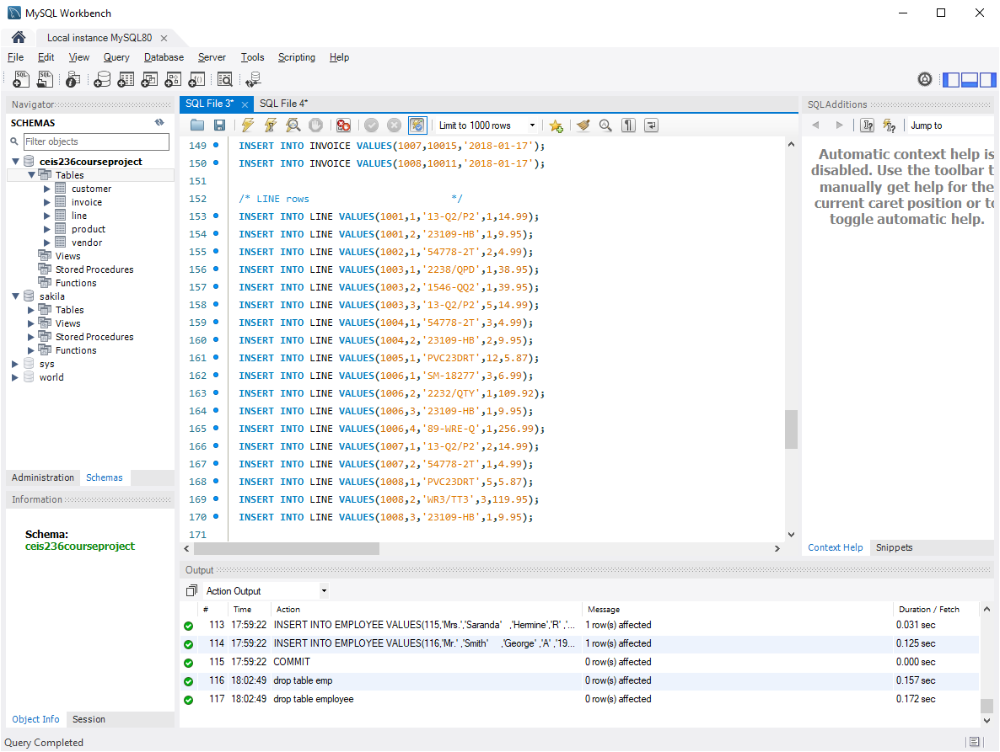 MySQL Workbench
Local instance MySQL80
File Edit View Query Database Server Tools Scripting Help
Navigator
SCHEMAS
Filter objects
ceis236courseproject
Tables
customer
invoice
line
product
vendor
Views
Stored Procedures
Functions
sakila
Tables
Views
Stored Procedures
Functions
sys
world
Administration Schemas
Information
Schema:
ceis236courseproject
Object Info Session
SQL File 3* SQL File 4*
Limit to 1000 rows
149 INSERT INTO INVOICE VALUES(1007,10015,'2018-01-17');
150 INSERT INTO INVOICE VALUES(1008,10011,'2018-01-17');
151
152 /* LINE rows */
153 INSERT INTO LINE VALUES(1001,1,'13-Q2/P2',1,14.99);
154 INSERT INTO LINE VALUES(1001,2,'23109-HB',1,9.95);
155 INSERT INTO LINE VALUES(1002,1,'54778-2T',2,4.99);
156 INSERT INTO LINE VALUES(1003,1,'2238/QPD',1,38.95);
157 INSERT INTO LINE VALUES(1003,2,'1546-QQ2',1,39.95);
158 INSERT INTO LINE VALUES(1003,3,'13-Q2/P2',5,14.99);
159 INSERT INTO LINE VALUES(1004,1,'54778-2T',3,4.99);
160 INSERT INTO LINE VALUES(1004,2,'23109-HB',2,9.95);
161 INSERT INTO LINE VALUES(1005,1,'PVC23DRT',12,5.87);
162 INSERT INTO LINE VALUES(1006,1,'SM-18277',3,6.99);
163 INSERT INTO LINE VALUES(1006,2,'2232/QTY',1,109.92);
164 INSERT INTO LINE VALUES(1006,3,'23109-HB',1,9.95);
165 INSERT INTO LINE VALUES(1006,4,'89-WRE-Q',1,256.99);
166 INSERT INTO LINE VALUES(1007,1,'13-Q2/P2',2,14.99);
167 INSERT INTO LINE VALUES(1007,2,'54778-2T',1,4.99);
168 INSERT INTO LINE VALUES(1008,1,'PVC23DRT',5,5.87);
169 INSERT INTO LINE VALUES(1008,2,'WR3/TT3',3,119.95);
170 INSERT INTO LINE VALUES(1008,3,'23109-HB',1,9.95);
171
SQLAdditions
Jump to
Automatic context help is
disabled. Use the toolbar t
manually get help for the
current caret position or to
toggle automatic help.
Context Help Snippets
Output
Action Output
# Time Action Message Duration / Fetch
113 17:59:22 INSERT INTO EMPLOYEE VALUES(115,'Mrs.','Saranda' ,'Hermine','R' ,'... 1 row(s) affected 0.031 sec
114 17:59:22 INSERT INTO EMPLOYEE VALUES(116,'Mr.' ,'Smith' ,'George' ,'A' ,'19... 1 row(s) affected 0.125 sec
115 17:59:22 COMMIT 0 row(s) affected 0.000 sec
116 18:02:49 drop table emp 0 row(s) affected 0.157 sec
117 18:02:49 drop table employee 0 row(s) affected 0.172 sec
Query Completed